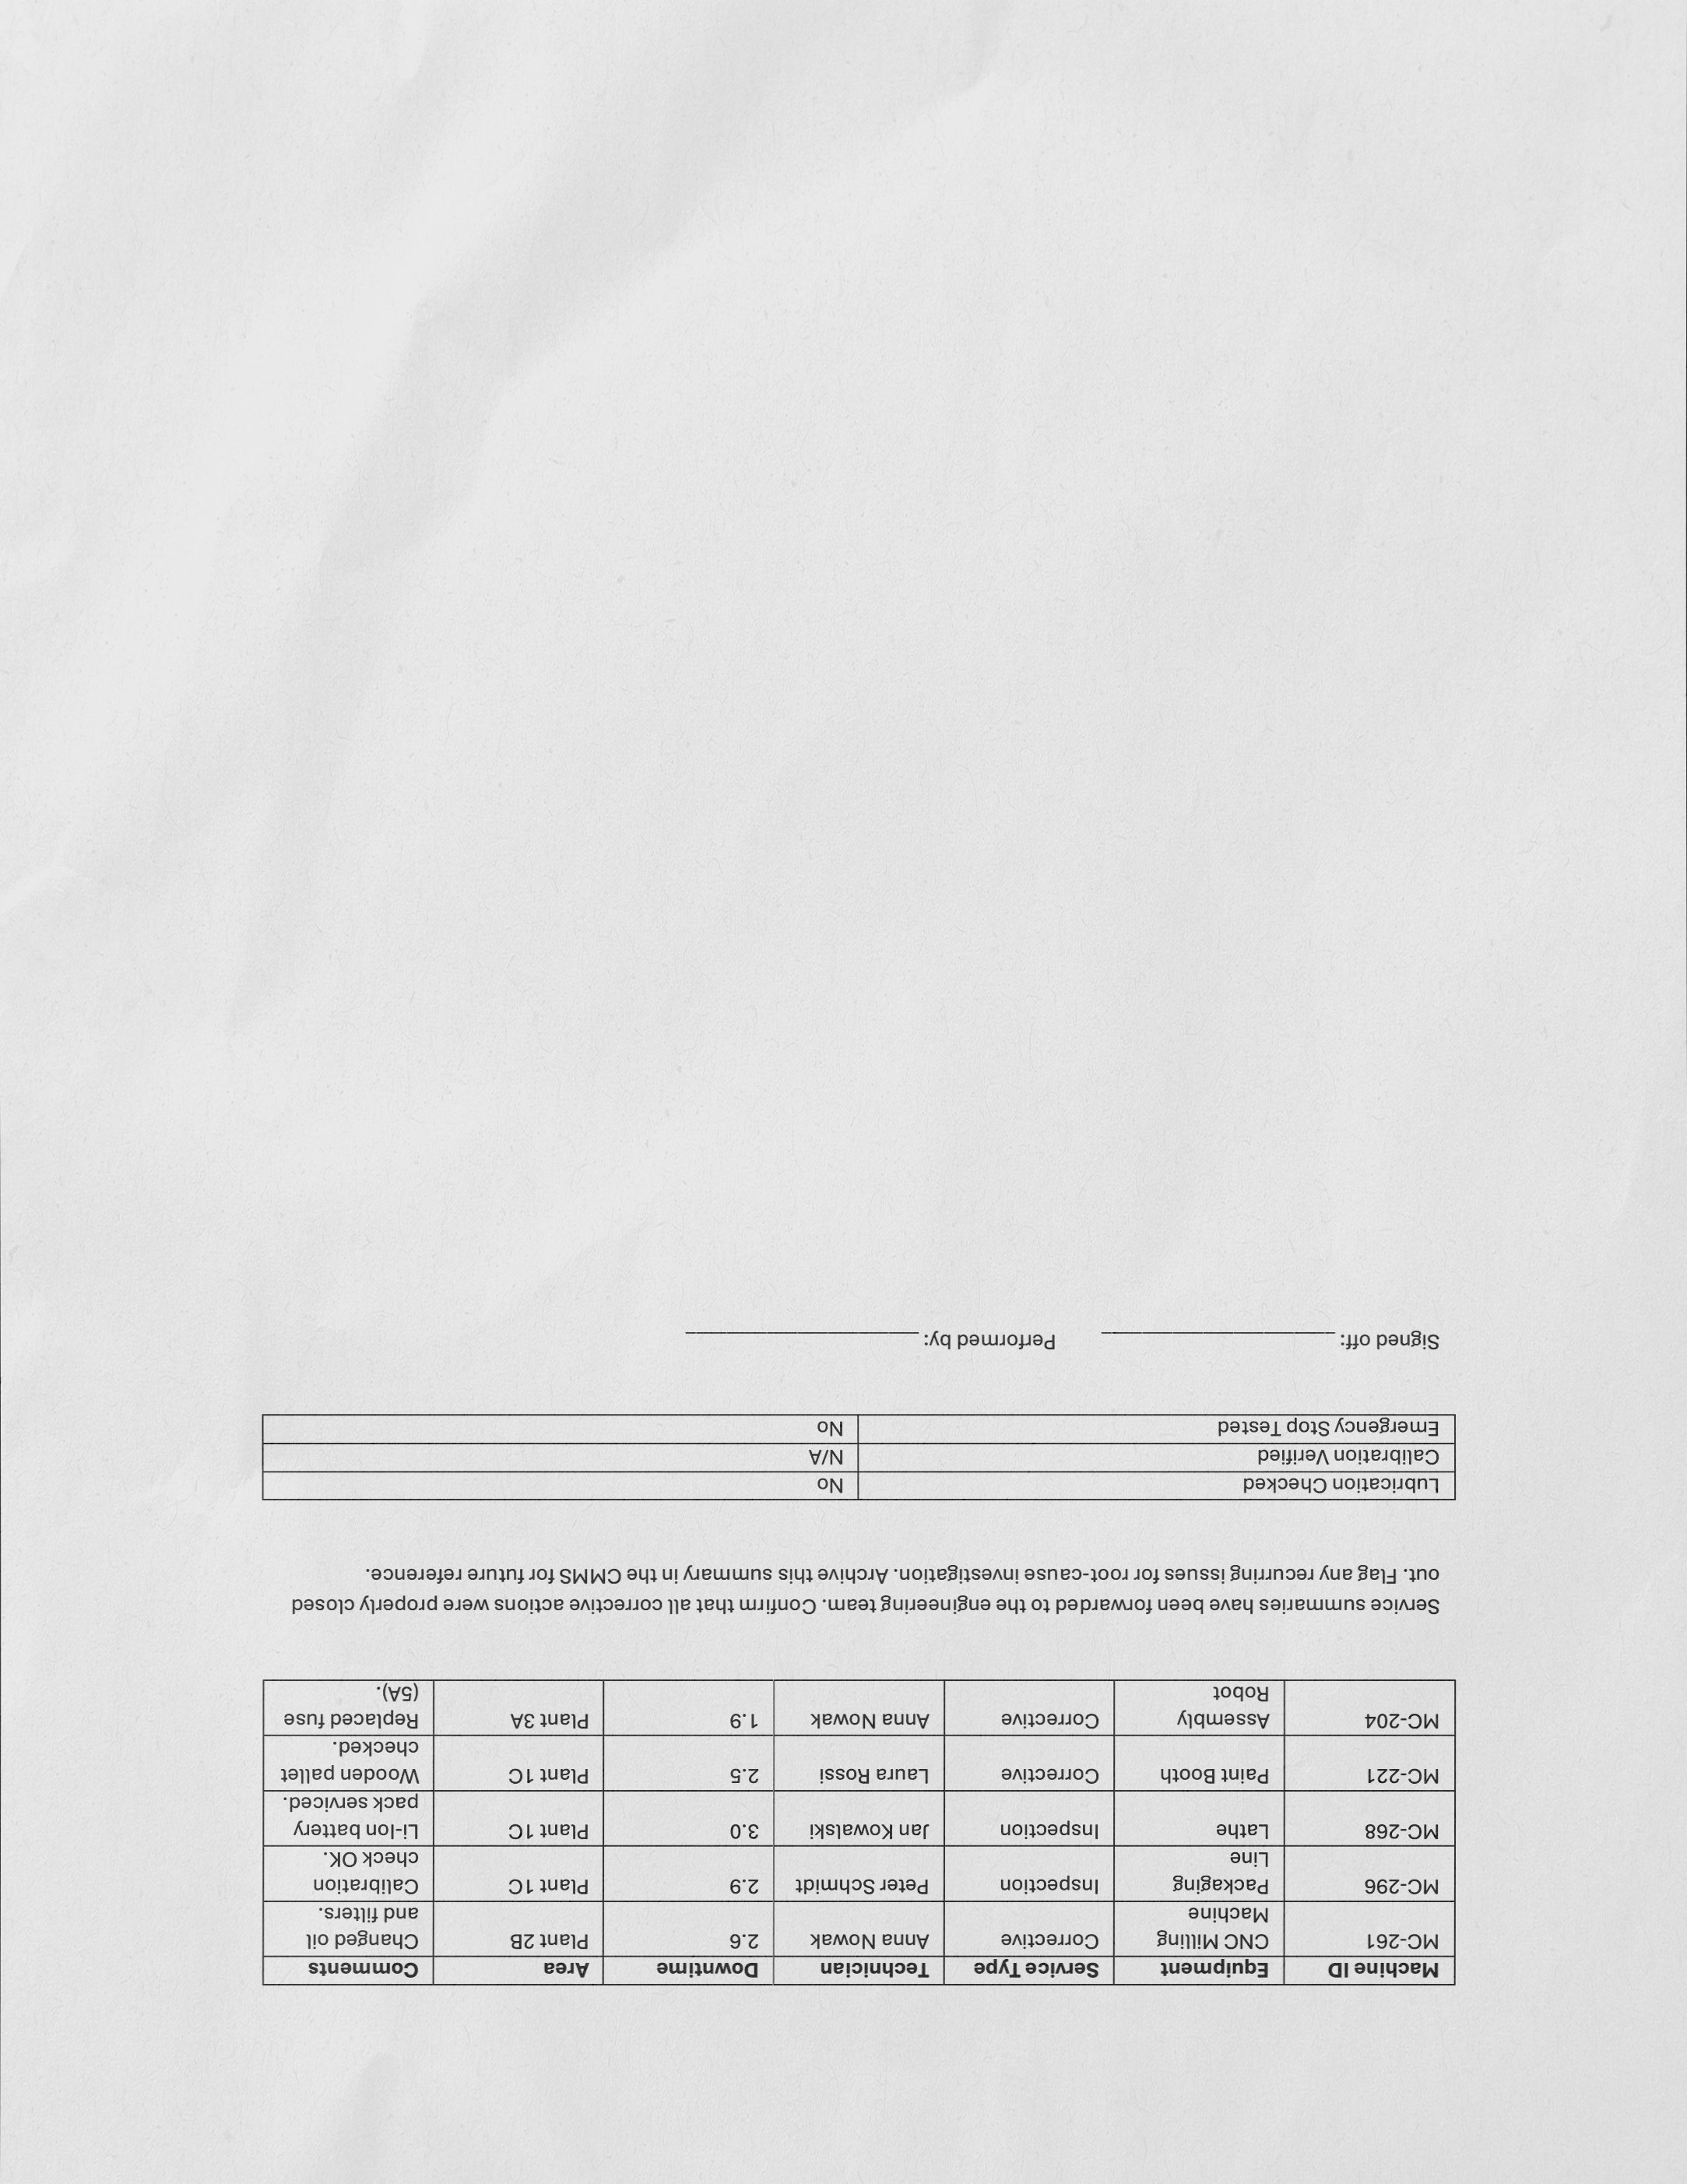 Machine ID Equipment Service Type Technician Downtime Area Comments
MC-261 CNC Milling Machine Corrective Anna Nowak 2.6 Plant 2B Changed oil and filters.
MC-296 Packaging Line Inspection Peter Schmidt 2.9 Plant 1C Calibration check OK.
MC-268 Lathe Inspection Jan Kowalski 3.0 Plant 1C Li-Ion battery pack serviced.
MC-221 Paint Booth Corrective Laura Rossi 2.5 Plant 1C Wooden pallet checked.
MC-204 Assembly Robot Corrective Anna Nowak 1.9 Plant 3A Replaced fuse (5A).
Service summaries have been forwarded to the engineering team. Confirm that all corrective actions were properly closed
out. Flag any recurring issues for root-cause investigation. Archive this summary in the CMMS for future reference.
Lubrication Checked No
Calibration Verified N/A
Emergency Stop Tested No
Signed off: ____________________ Performed by: ____________________